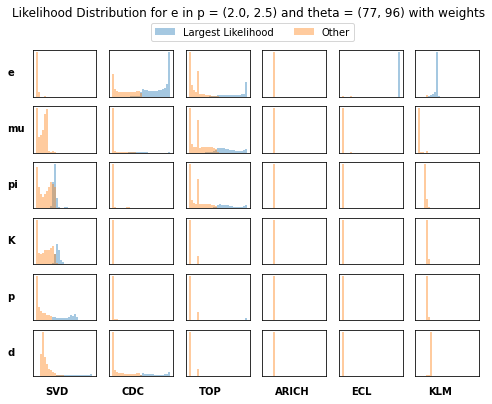 Likelihood Distribution for e in p = (2.0, 2.5) and theta = (77, 96) with weights
Largest Likelihood Other
e
mu
pi
K
p
d
SVD CDC TOP ARICH ECL KLM